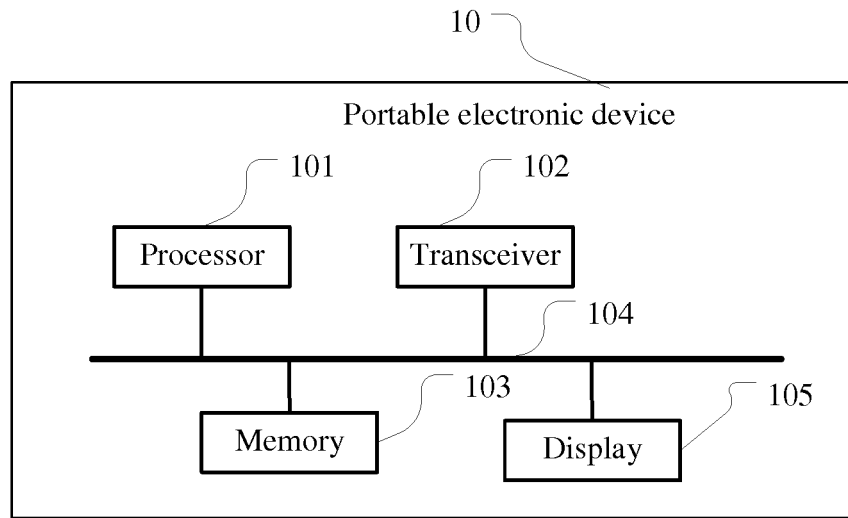 10
Portable electronic device
101
102
Processor
Transceiver
104
103
105
Memory
Display